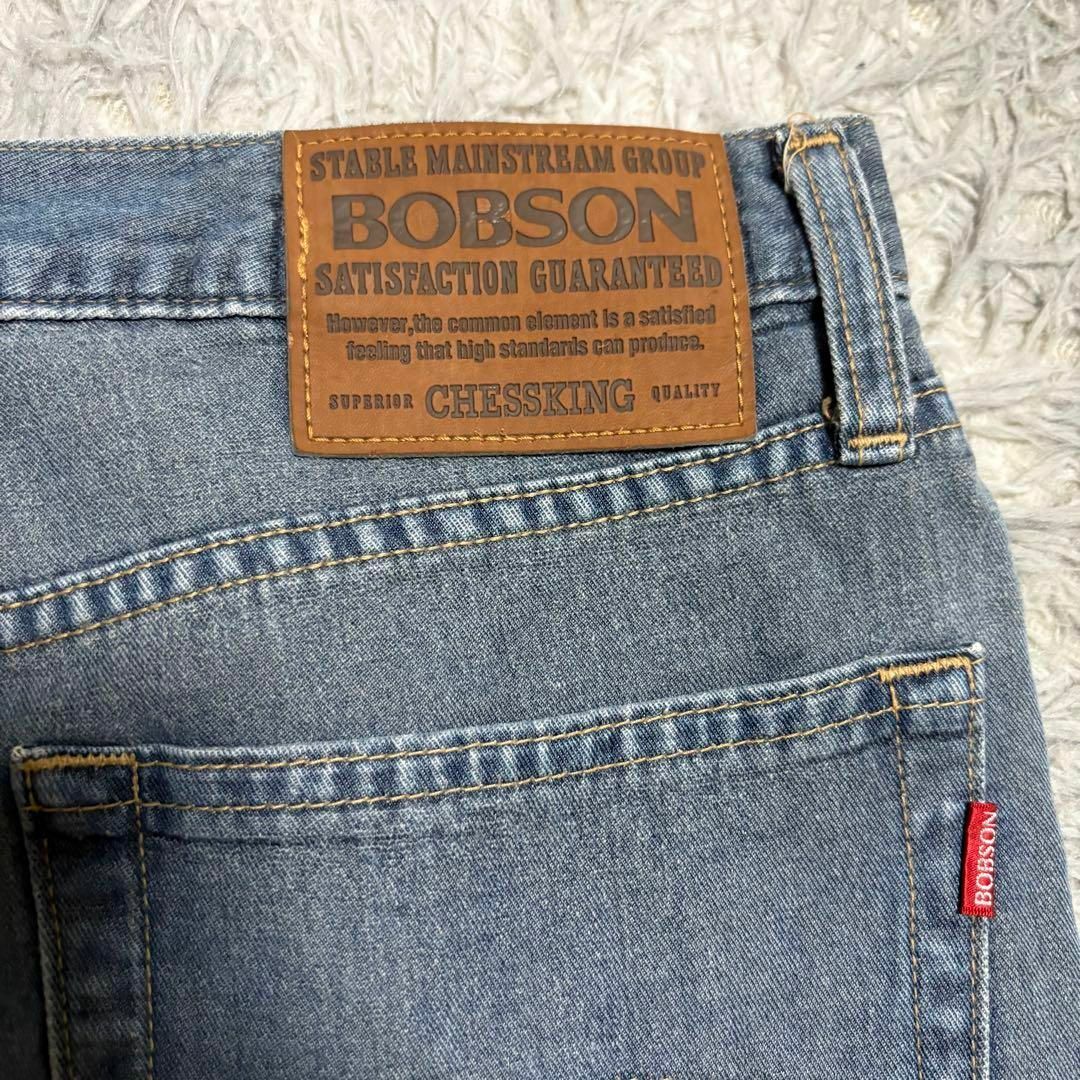 STABLE MAINSTREAM GROUP
BOBSON
SATISFACTION GUARANTEED
However,the common element is a satisfied
feeling that high standards can produce.
SUPERIOR CHESSKING QUALITY
BOBSON